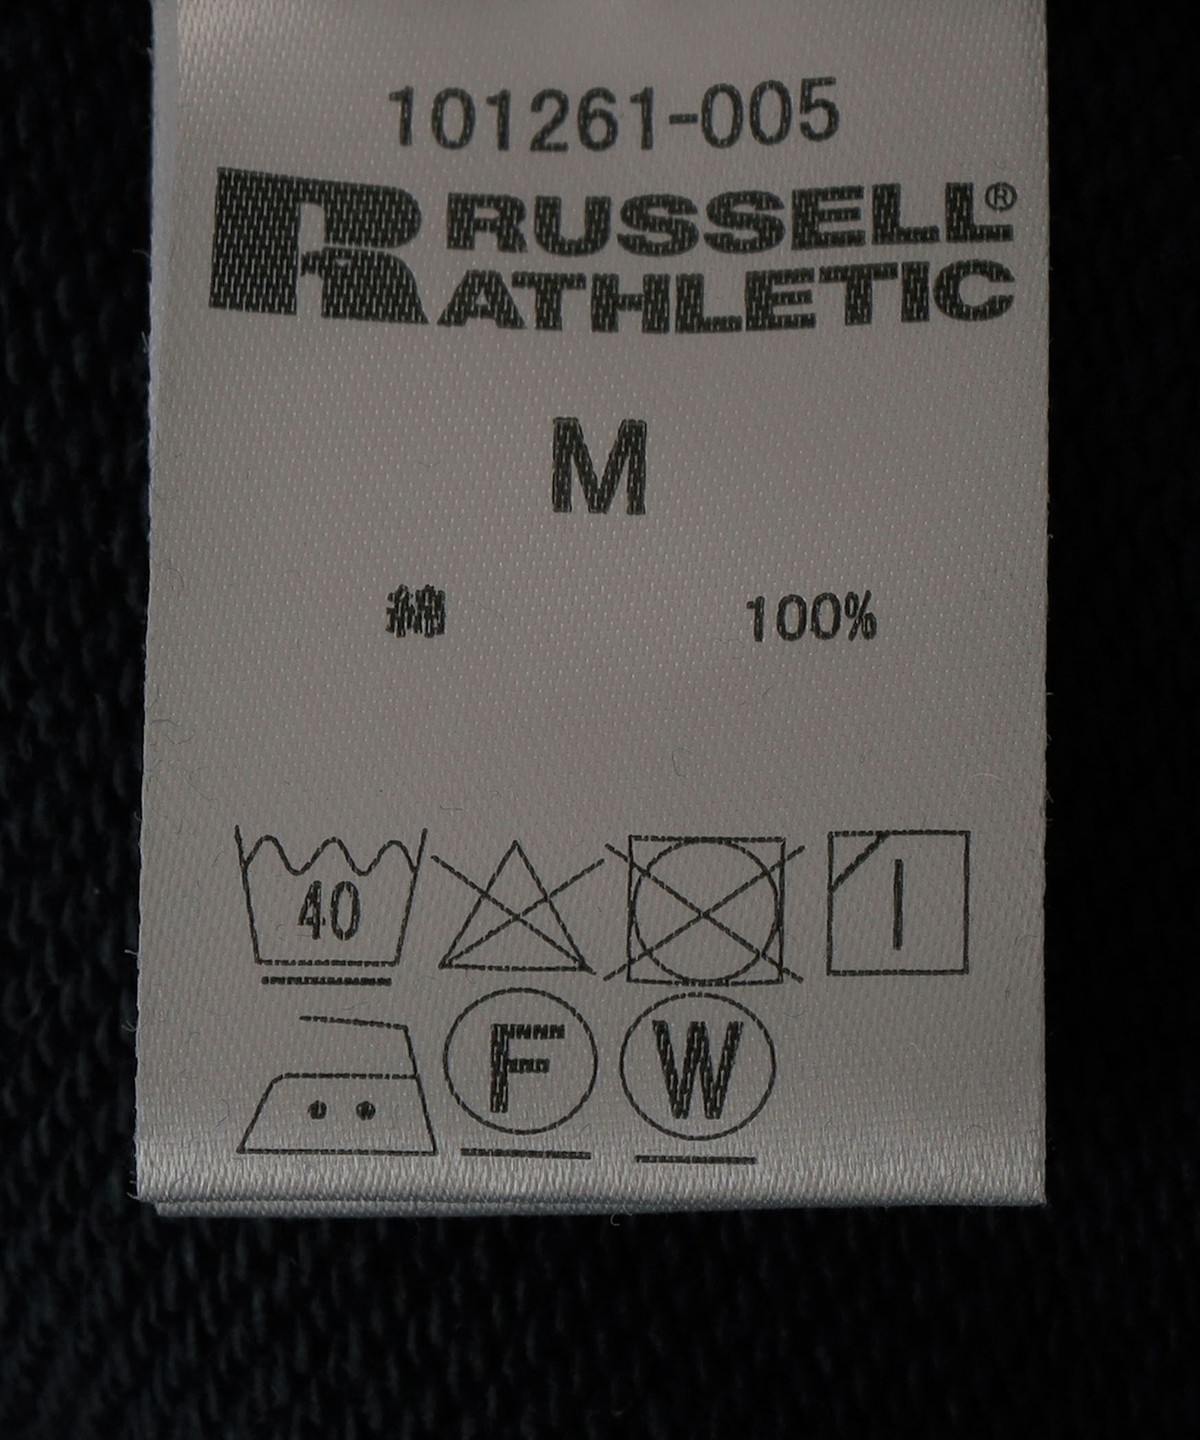 101261-005
RUSSELL®
ATHLETIC
M
綿 100%
40
F W